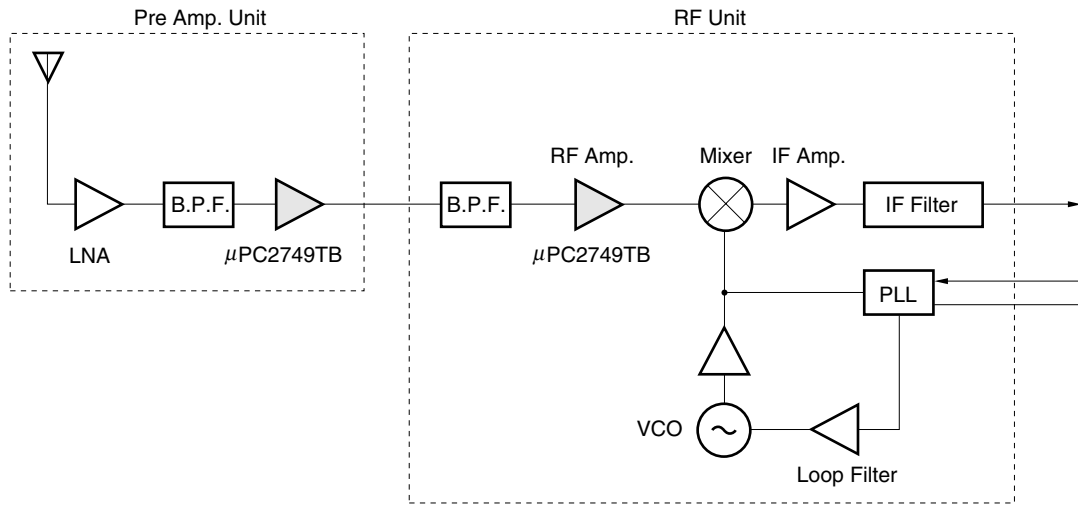 Pre Amp. Unit
RF Unit
RF Amp.
Mixer
IF Amp.
B.P.F.
B.P.F.
IF Filter
LNA
μPC2749TB
μPC2749TB
PLL
VCO
Loop Filter